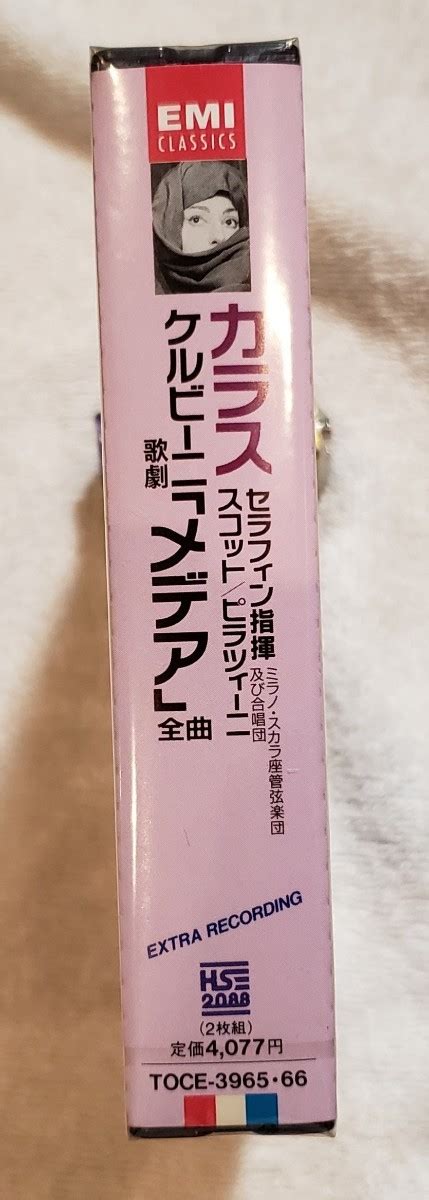 EMI
CLASSICS
カラス
ケルビーニ
歌劇
「メデア」
全曲
セラフィン指揮
スコット/ピラツィーニ
ミラノ・スカラ座管弦楽団
及び合唱団
EXTRA RECORDING
HS2088
(2枚組)
定価4,077円
TOCE-3965・66